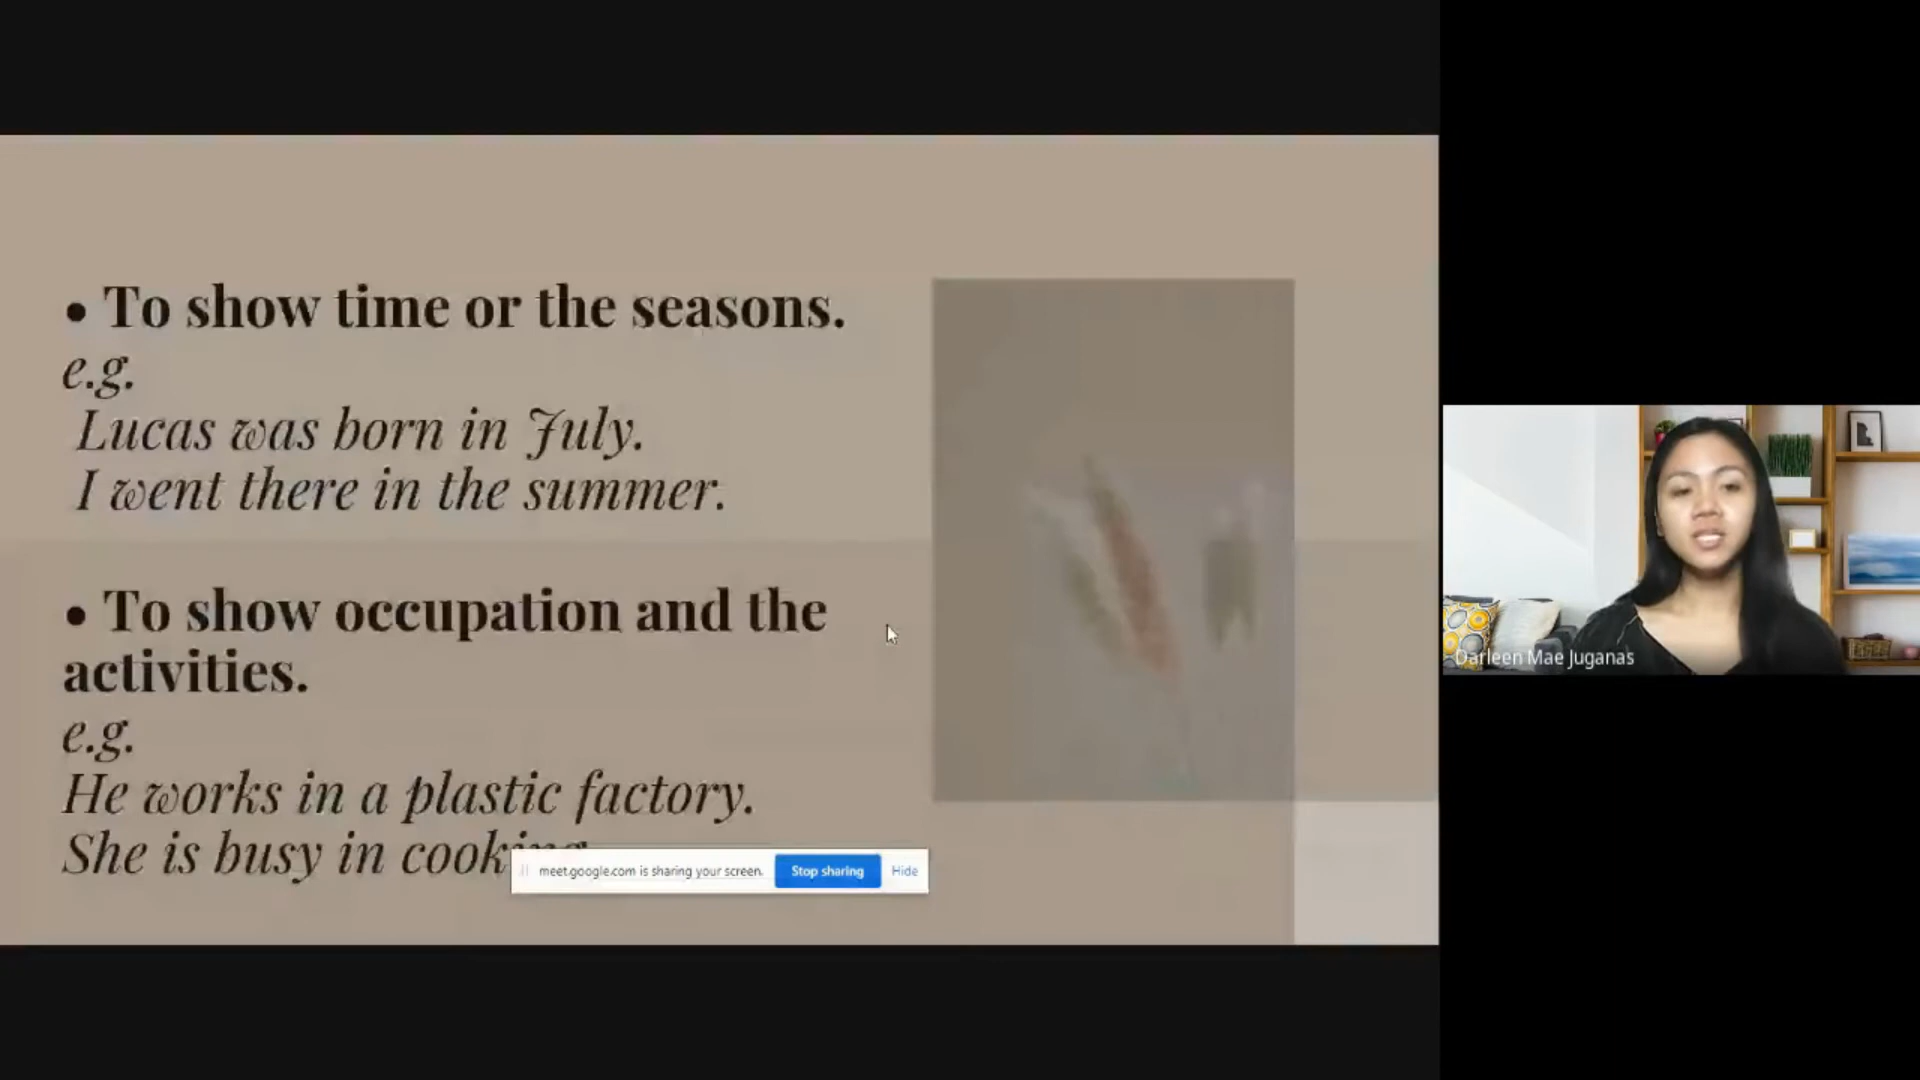 • To show time or the seasons.
e.g.
Lucas was born in July.
I went there in the summer.
• To show occupation and the
activities.
e.g.
He works in a plastic factory.
She is busy in cooking
meet.google.com is sharing your screen. Stop sharing Hide
Darleen Mae Juganas